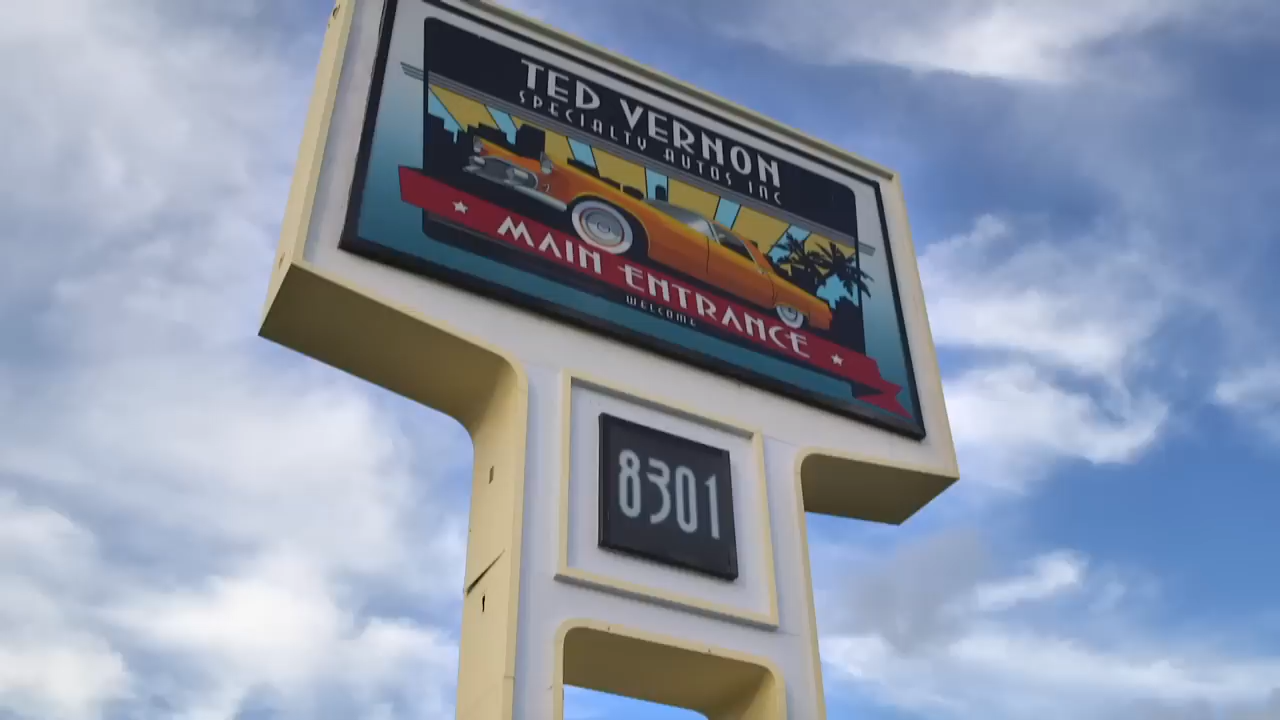 TED VERNON
SPECIALTY AUTOS INC
MAIN ENTRANCE
WELCOME
8301